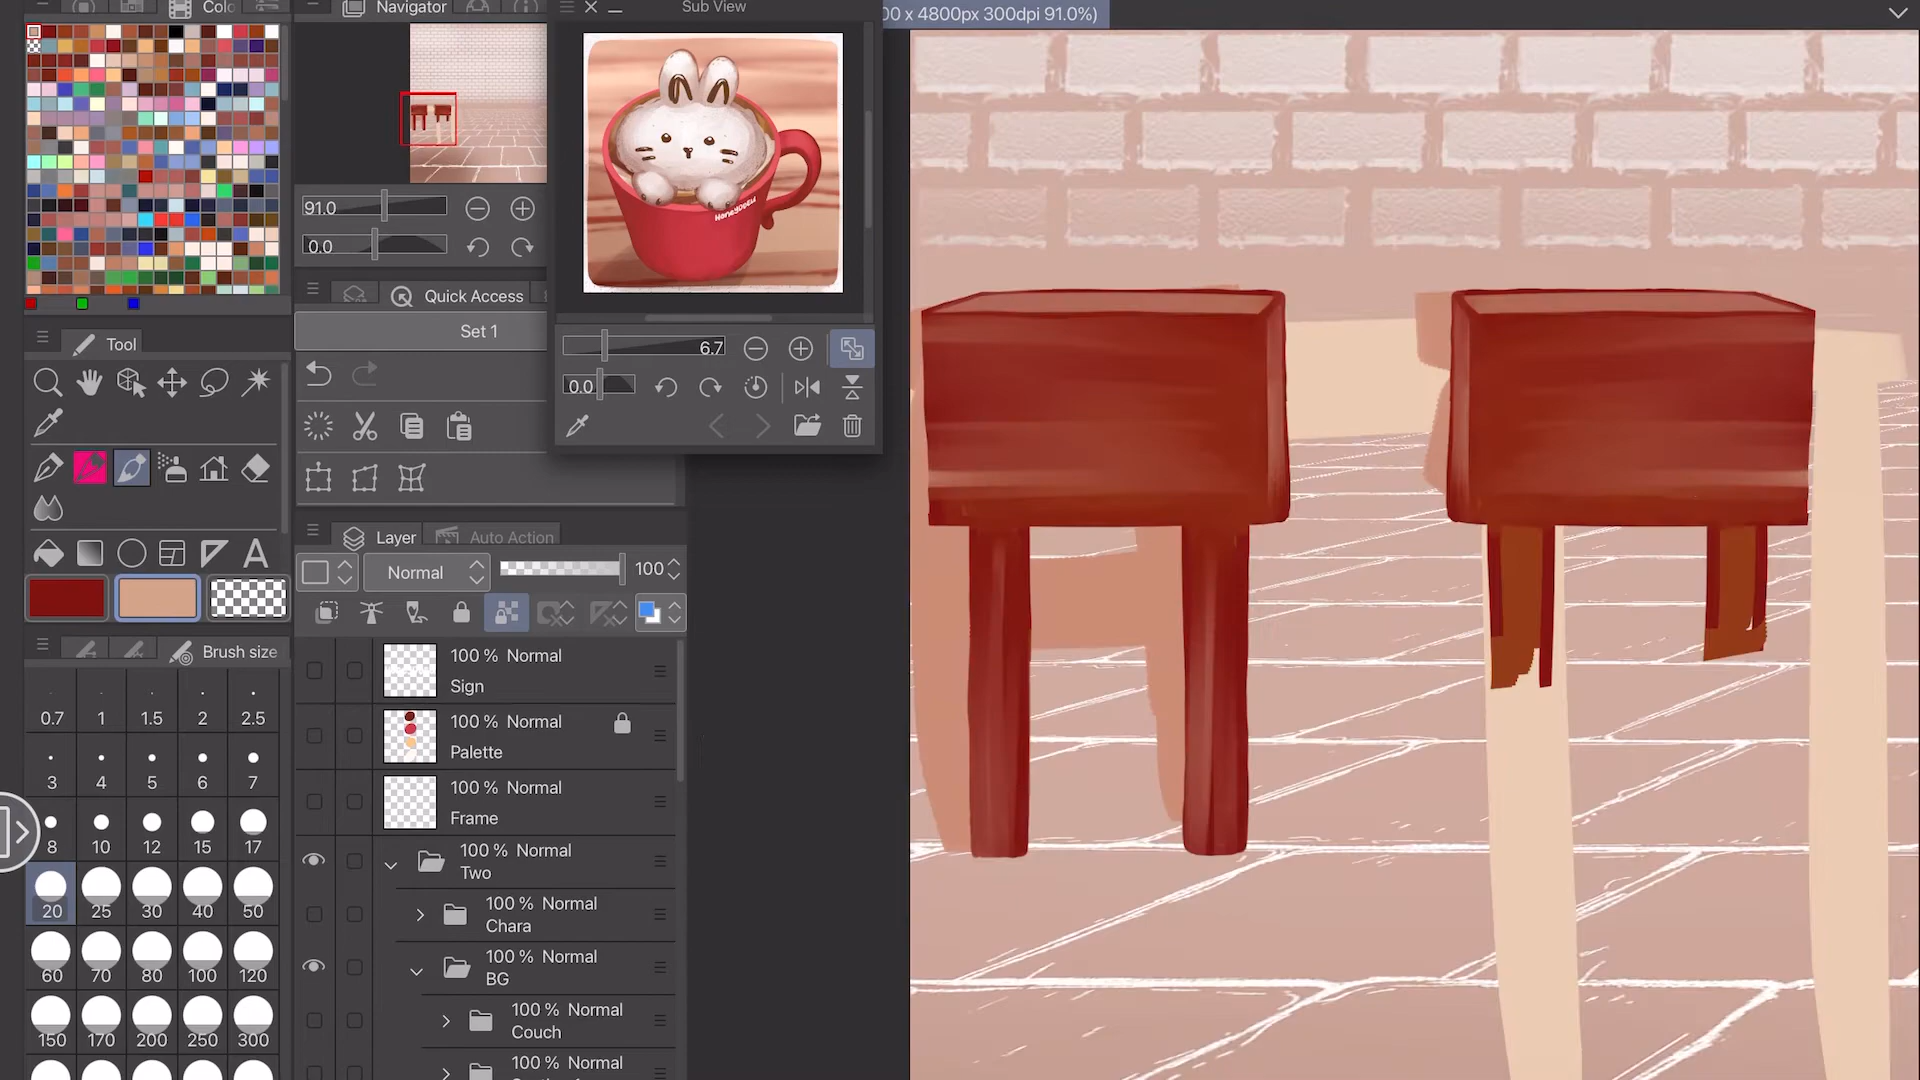 Colo
Navigator
Sub View
00 x 4800px 300dpi 91.0%)
HoneyYOBEAI
91.0
0.0
Quick Access
Set 1
6.7
0.0
Tool
Layer
Auto Action
Normal
100
Brush size
0.7
1
1.5
2
2.5
3
4
5
6
7
8
10
12
15
17
20
25
30
40
50
60
70
80
100
120
150
170
200
250
300
100 % Normal
Sign
100 % Normal
Palette
100 % Normal
Frame
100 % Normal
Two
100 % Normal
Chara
100 % Normal
BG
100 % Normal
Couch
100 % Normal